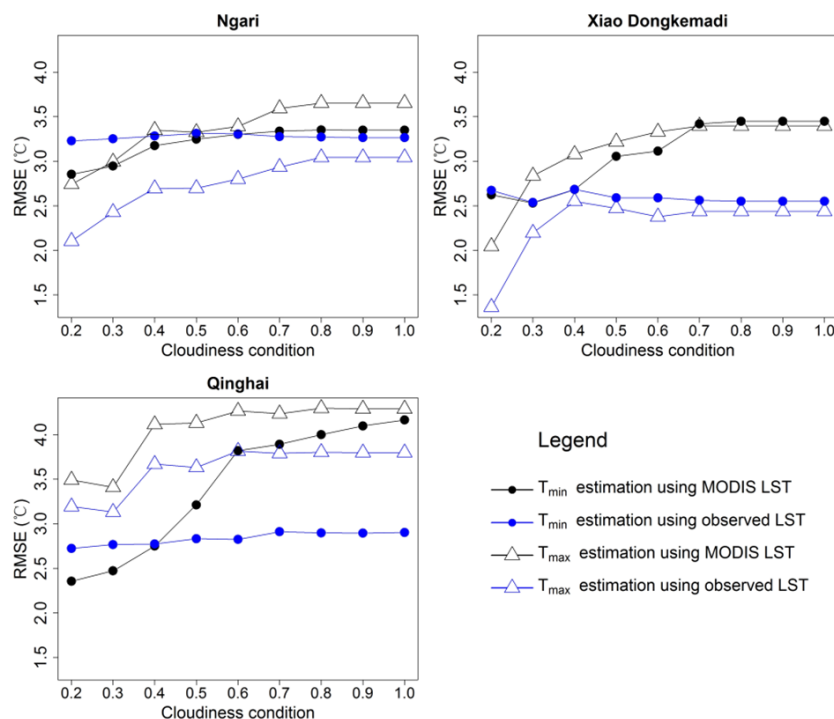 Ngari
Xiao Dongkemadi
RMSE (℃)
4.0
3.5
3.0
2.5
2.0
1.5
0.2 0.3 0.4 0.5 0.6 0.7 0.8 0.9 1.0
Cloudiness condition
RMSE (℃)
4.0
3.5
3.0
2.5
2.0
1.5
0.2 0.3 0.4 0.5 0.6 0.7 0.8 0.9 1.0
Cloudiness condition
Qinghai
RMSE (℃)
4.0
3.5
3.0
2.5
2.0
1.5
0.2 0.3 0.4 0.5 0.6 0.7 0.8 0.9 1.0
Cloudiness condition
Legend
Tmin estimation using MODIS LST
Tmin estimation using observed LST
Tmax estimation using MODIS LST
Tmax estimation using observed LST